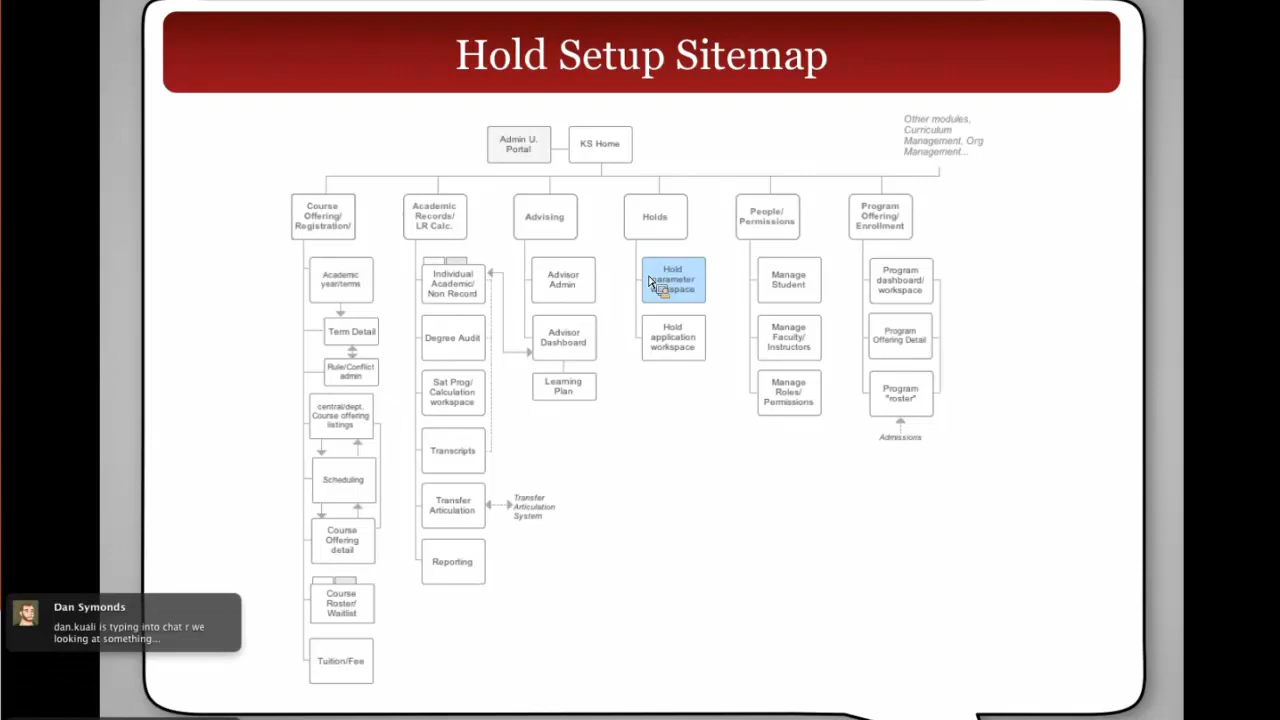 Hold Setup Sitemap
Other modules,
Curriculum
Management, Org
Management...
Admin U.
Portal
KS Home
Course
Offering/
Registration/
Academic
Records/
LR Calc.
Advising
Holds
People/
Permissions
Program
Offering/
Enrollment
Academic
year/terms
Term Detail
Rule/Conflict
admin
central/dept.
Course offering
listings
Scheduling
Course
Offering
detail
Course
Roster/
Waitlist
Tuition/Fee
Individual
Academic/
Non Record
Degree Audit
Sat Prog/
Calculation
workspace
Transcripts
Transfer
Articulation
Reporting
Transfer
Articulation
System
Advisor
Admin
Advisor
Dashboard
Learning
Plan
Hold
parameter
workspace
Hold
application
workspace
Manage
Student
Manage
Faculty/
Instructors
Manage
Roles/
Permissions
Program
dashboard/
workspace
Program
Offering Detail
Program
"roster"
Admissions
Dan Symonds
dan.kuali is typing into chat r we
looking at something...